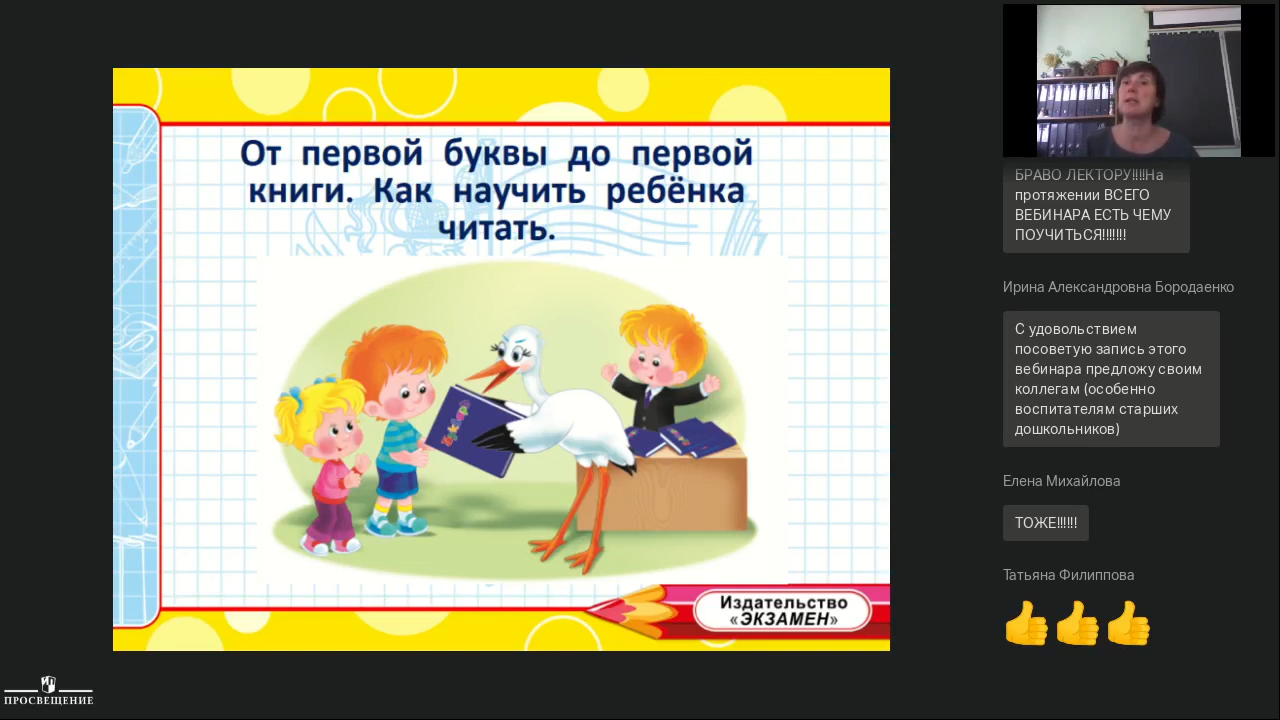 От первой буквы до первой
книги. Как научить ребёнка
читать.
Букварь
Издательство
«ЭКЗАМЕН»
ПРОСВЕЩЕНИЕ
БРАВО ЛЕКТОРУ!!!!На
протяжении ВСЕГО
ВЕБИНАРА ЕСТЬ ЧЕМУ
ПОУЧИТЬСЯ!!!!!!!
Ирина Александровна Бородаенко
С удовольствием
посоветую запись этого
вебинара предложу своим
коллегам (особенно
воспитателям старших
дошкольников)
Елена Михайлова
ТОЖЕ!!!!!!
Татьяна Филиппова